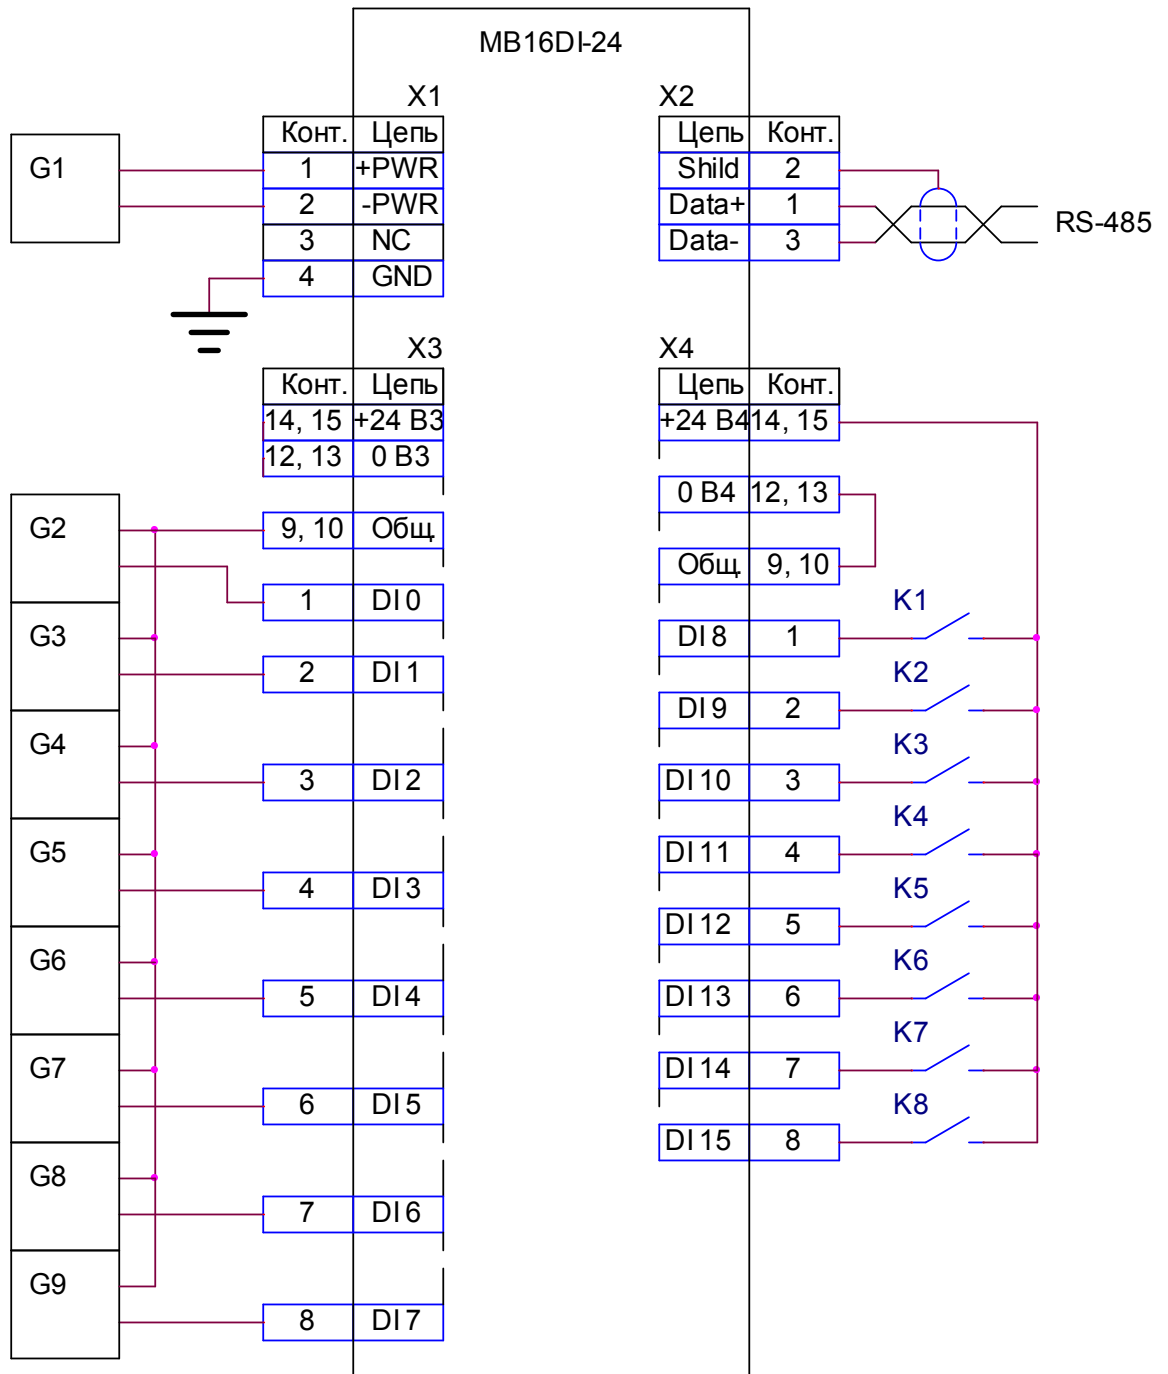 MB16DI-24
X1
Конт. Цепь
1 +PWR
2 -PWR
3 NC
4 GND
G1
X2
Цепь Конт.
Shild 2
Data+ 1
Data- 3
RS-485
X3
Конт. Цепь
14, 15 +24 В3
12, 13 0 В3
9, 10 Общ.
1 DI0
2 DI1
3 DI2
4 DI3
5 DI4
6 DI5
7 DI6
8 DI7
G2
G3
G4
G5
G6
G7
G8
G9
X4
Цепь Конт.
+24 В4 14, 15
0 В4 12, 13
Общ. 9, 10
DI8 1
DI9 2
DI10 3
DI11 4
DI12 5
DI13 6
DI14 7
DI15 8
K1
K2
K3
K4
K5
K6
K7
K8